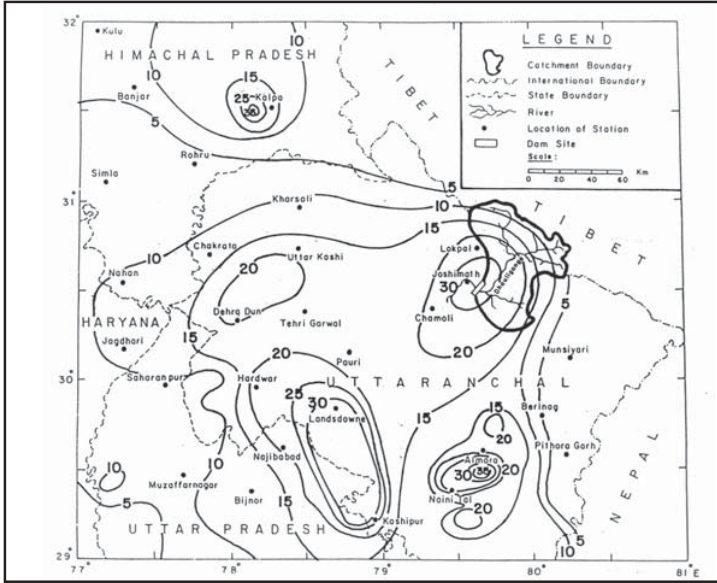 32°
Kulu
10
HIMACHAL PRADESH
10
15
25
Kalpa
35
Banjar
5
TIBET
LEGEND
Catchment Boundary
International Boundary
State Boundary
River
Location of Station
Dam Site
Scale:
0 20 40 60 Km
Rohru
Simla
31
5
10
15
TIBET
Kharsali
10
Chakrata
Uttar Kashi
Lokpal
Nahan
20
Joshimath
30
Dhauliganga
5
HARYANA
Dehra Dun
Tehri Garwal
Chamoli
15
Jagdhari
20
20
Munsiyari
Pauri
30
Saharanpur
Hardwar
UTTARANCHAL
25
30
Landsdowne
15
15
Berinag
20
Pithora Garh
Almora
Najibabad
10
30
35
20
10
Muzaffarnagar
Bijnor
15
Naini Tal
NEPAL
5
20
UTTAR PRADESH
Kashipur
5
10
29
77
78
79
80
81 E